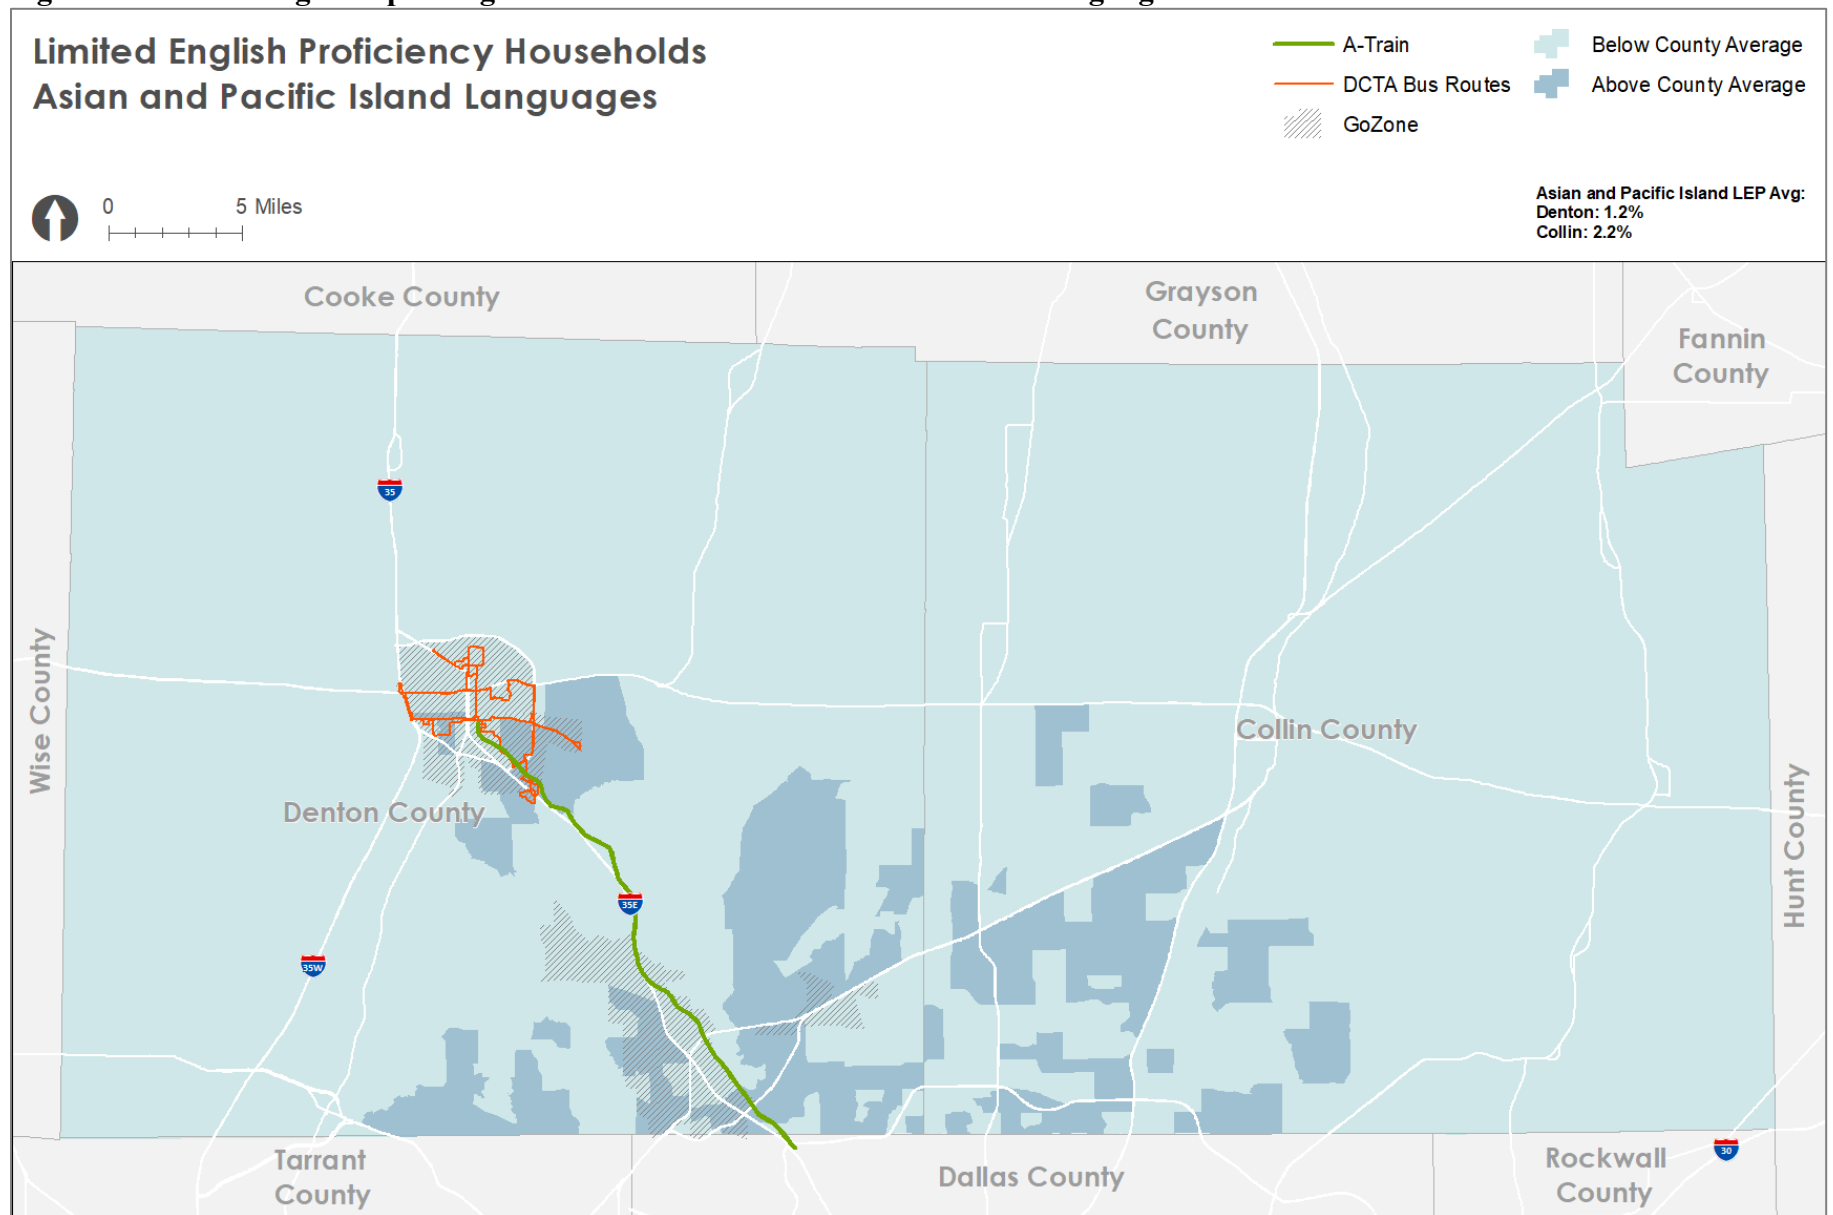 Limited English Proficiency Households
Asian and Pacific Island Languages
A-Train
DCTA Bus Routes
GoZone
Below County Average
Above County Average
0 5 Miles
Asian and Pacific Island LEP Avg:
Denton: 1.2%
Collin: 2.2%
Cooke County
Grayson
County
Fannin
County
35
Wise County
Collin County
Denton County
Hunt County
35E
35W
Tarrant
County
Dallas County
Rockwall
County
30